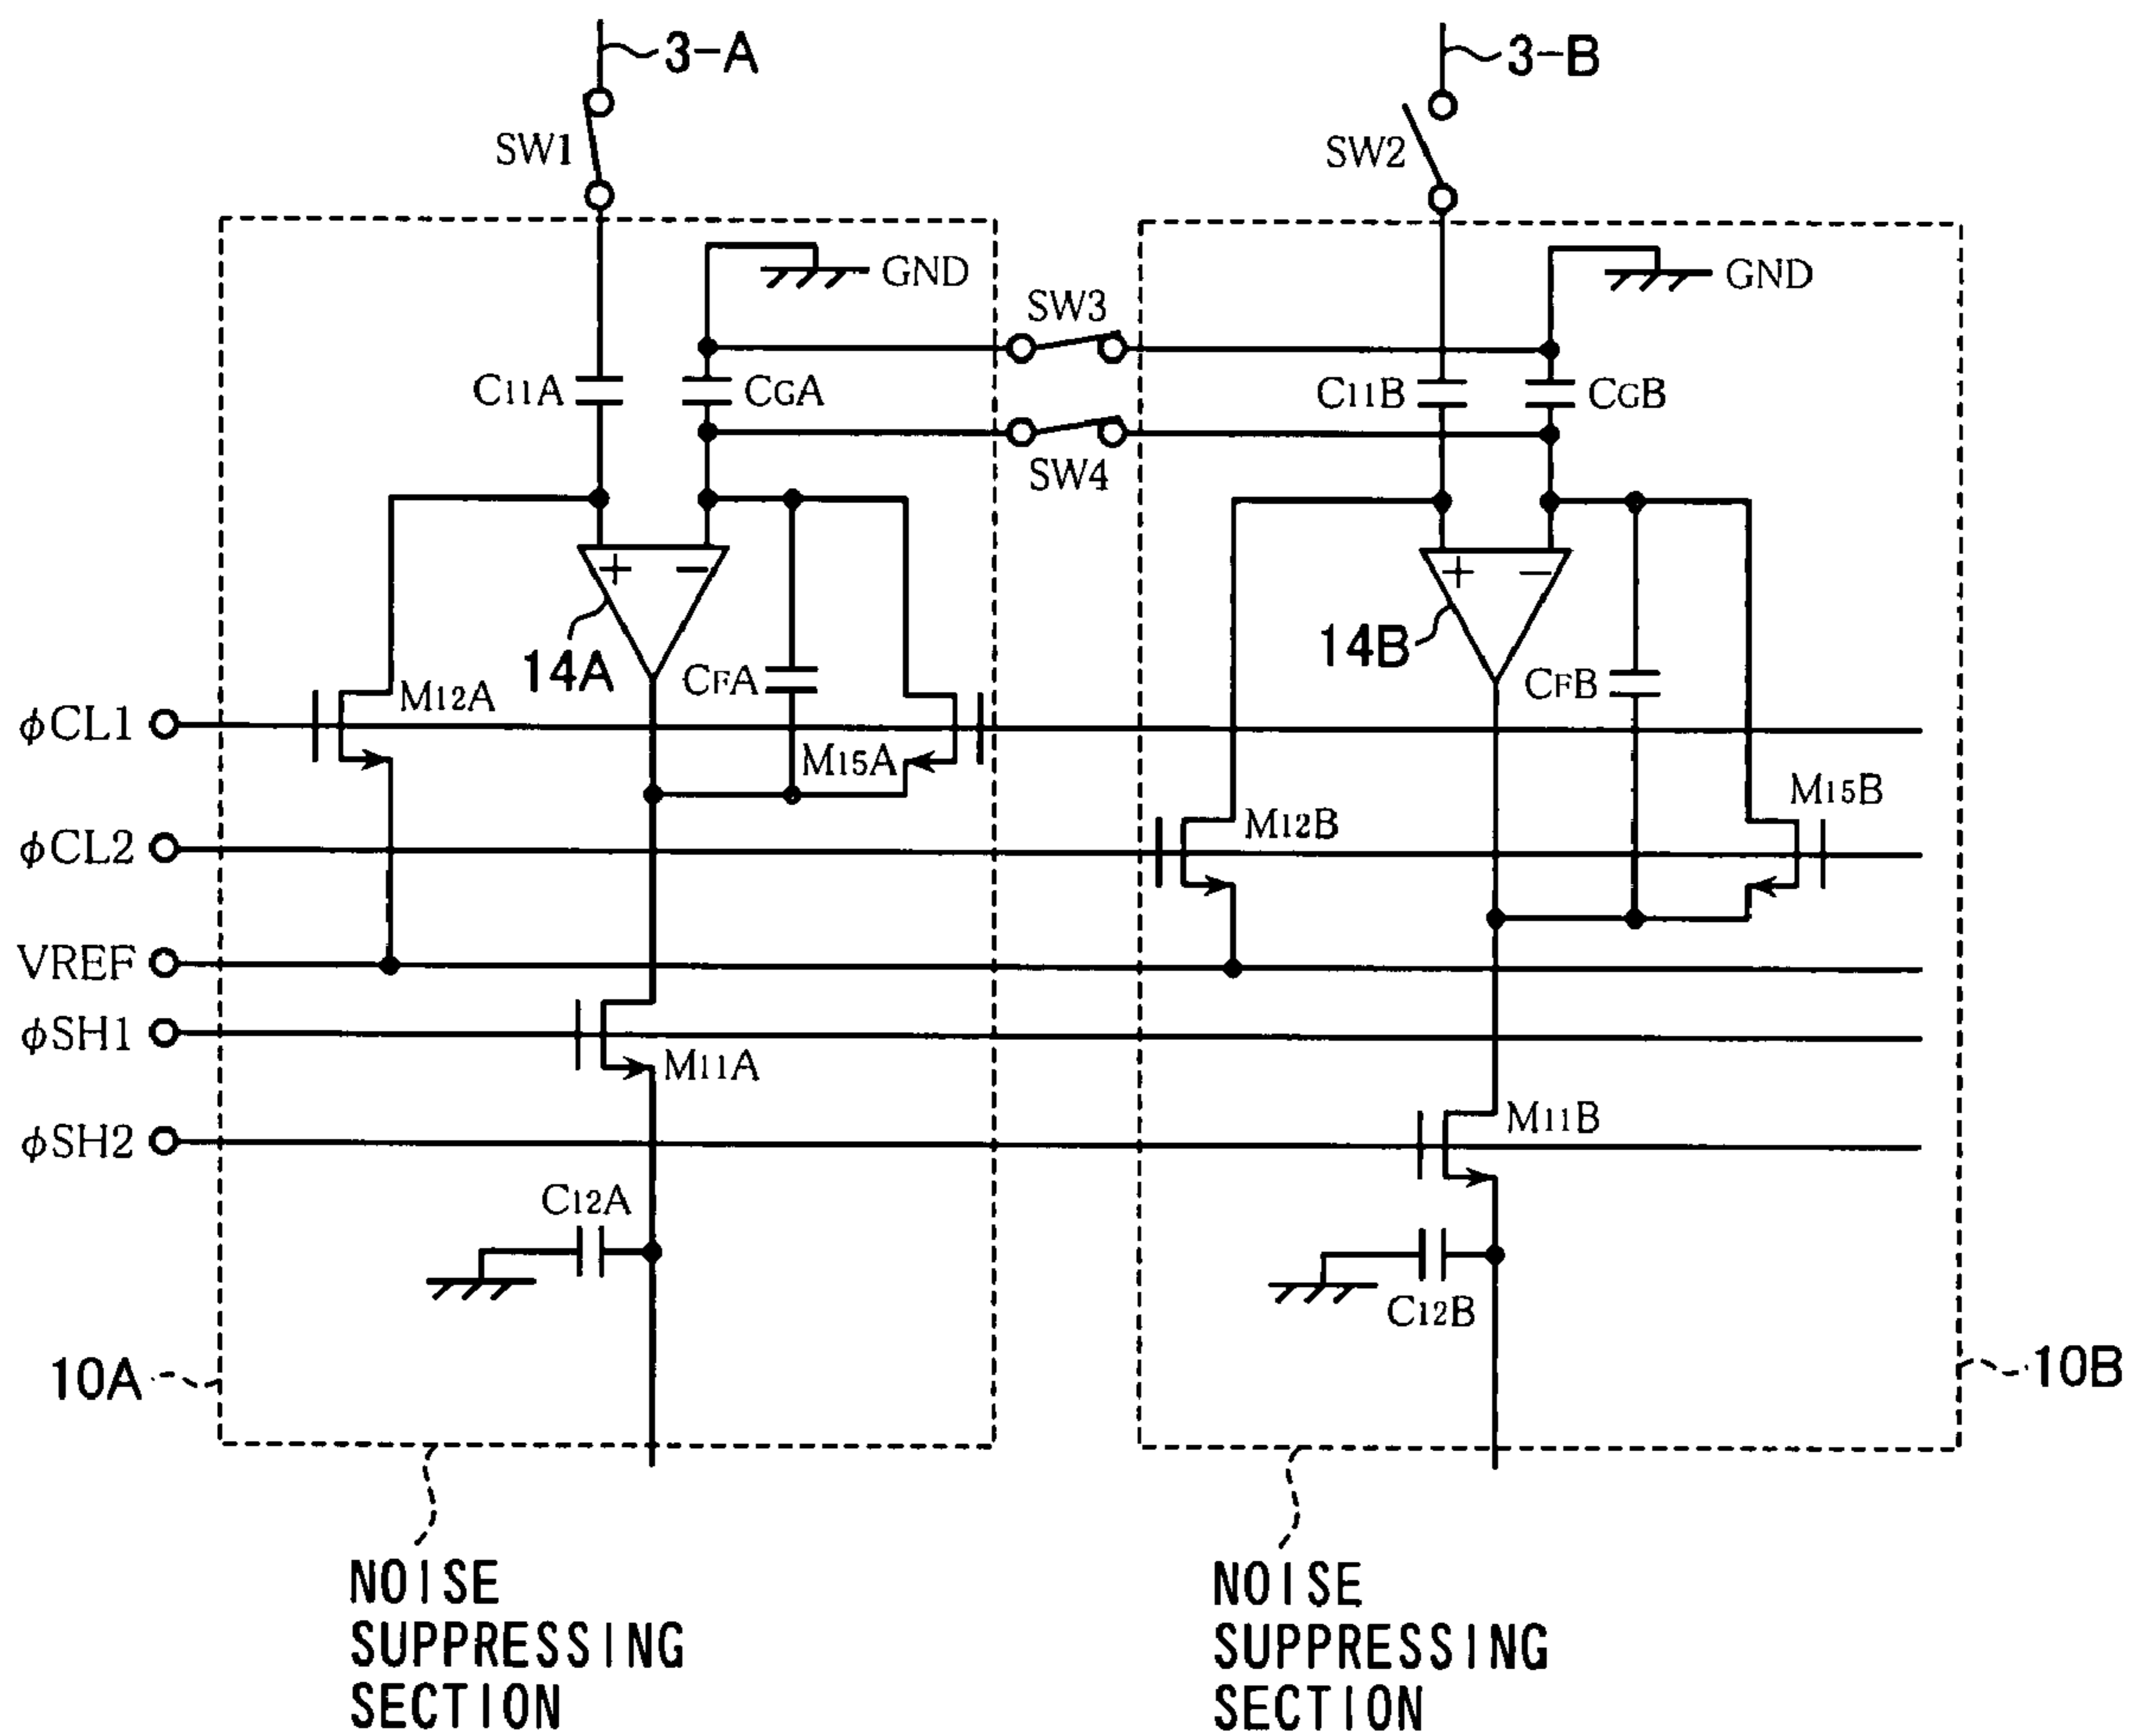 3-A
3-B
SW1
SW2
GND
GND
SW3
C11A
CGA
C11B
CGB
SW4
+ −
+ −
14A
14B
CFA
CFB
M12A
φCL1
M15A
M15B
M12B
φCL2
VREF
φSH1
M11A
M11B
φSH2
C12A
C12B
10A
10B
NOISE
SUPPRESSING
SECTION
NOISE
SUPPRESSING
SECTION